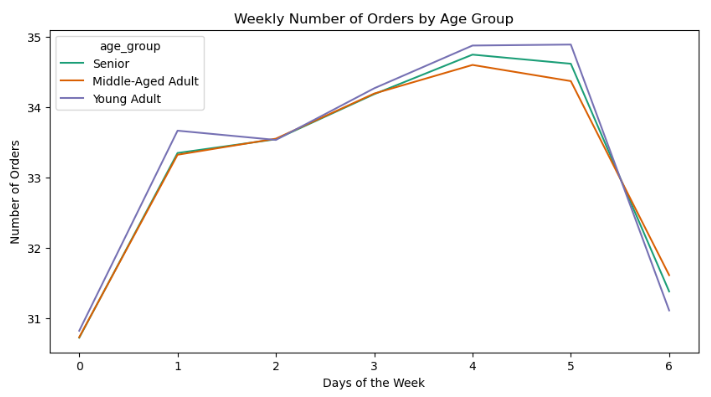 Weekly Number of Orders by Age Group
age_group
Senior
Middle-Aged Adult
Young Adult
Number of Orders
35
34
33
32
31
0 1 2 3 4 5 6
Days of the Week